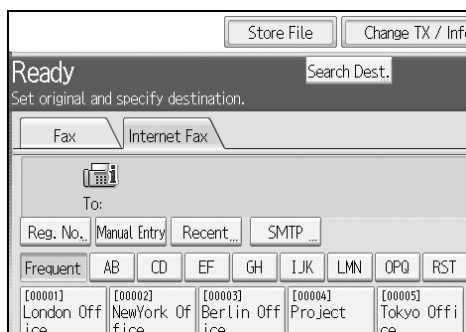 Store File Change TX / Inf
Ready Search Dest.
Set original and specify destination.
Fax Internet Fax
To:
Reg. No... Manual Entry Recent... SMTP ...
Frequent AB CD EF GH IJK LMN OPQ RST
[00001] [00002] [00003] [00004] [00005]
London Off NewYork Of Berlin Off Project Tokyo Offi
ice ffice ice ce